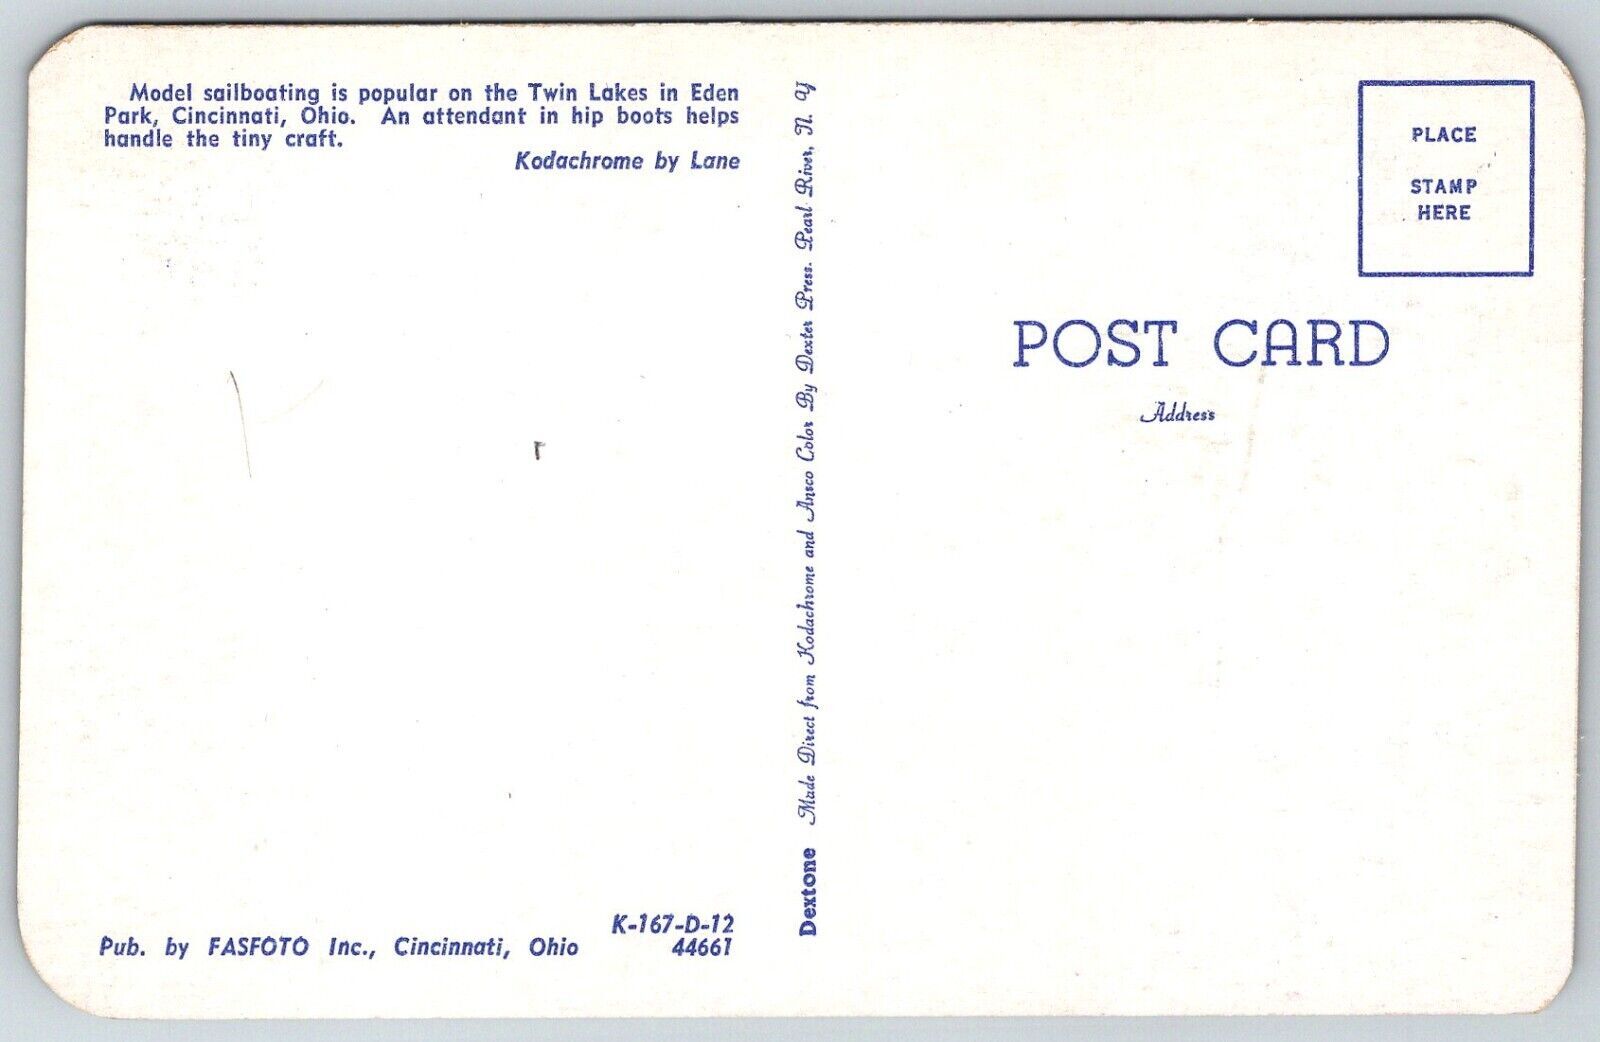 Model sailboating is popular on the Twin Lakes in Eden
Park, Cincinnati, Ohio. An attendant in hip boots helps
handle the tiny craft.
Kodachrome by Lane
K-167-D-12
Pub. by FASFOTO Inc., Cincinnati, Ohio 44661
Dextone Made Direct from Kodachrome and Ansco Color By Dexter Press. Pearl River, N. Y
PLACE
STAMP
HERE
POST CARD
Address